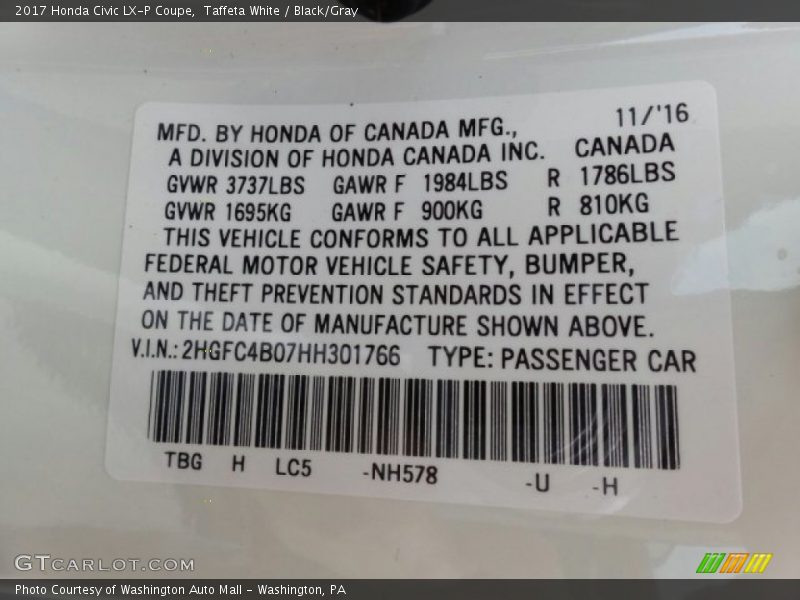 2017 Honda Civic LX-P Coupe, Taffeta White / Black/Gray
11/'16
MFD. BY HONDA OF CANADA MFG.,
A DIVISION OF HONDA CANADA INC. CANADA
GVWR 3737LBS GAWR F 1984LBS R 1786LBS
GVWR 1695KG GAWR F 900KG R 810KG
THIS VEHICLE CONFORMS TO ALL APPLICABLE
FEDERAL MOTOR VEHICLE SAFETY, BUMPER,
AND THEFT PREVENTION STANDARDS IN EFFECT
ON THE DATE OF MANUFACTURE SHOWN ABOVE.
V.I.N.: 2HGFC4B07HH301766 TYPE: PASSENGER CAR
TBG H LC5 -NH578 -U -H
GTCARLOT.COM
Photo Courtesy of Washington Auto Mall - Washington, PA